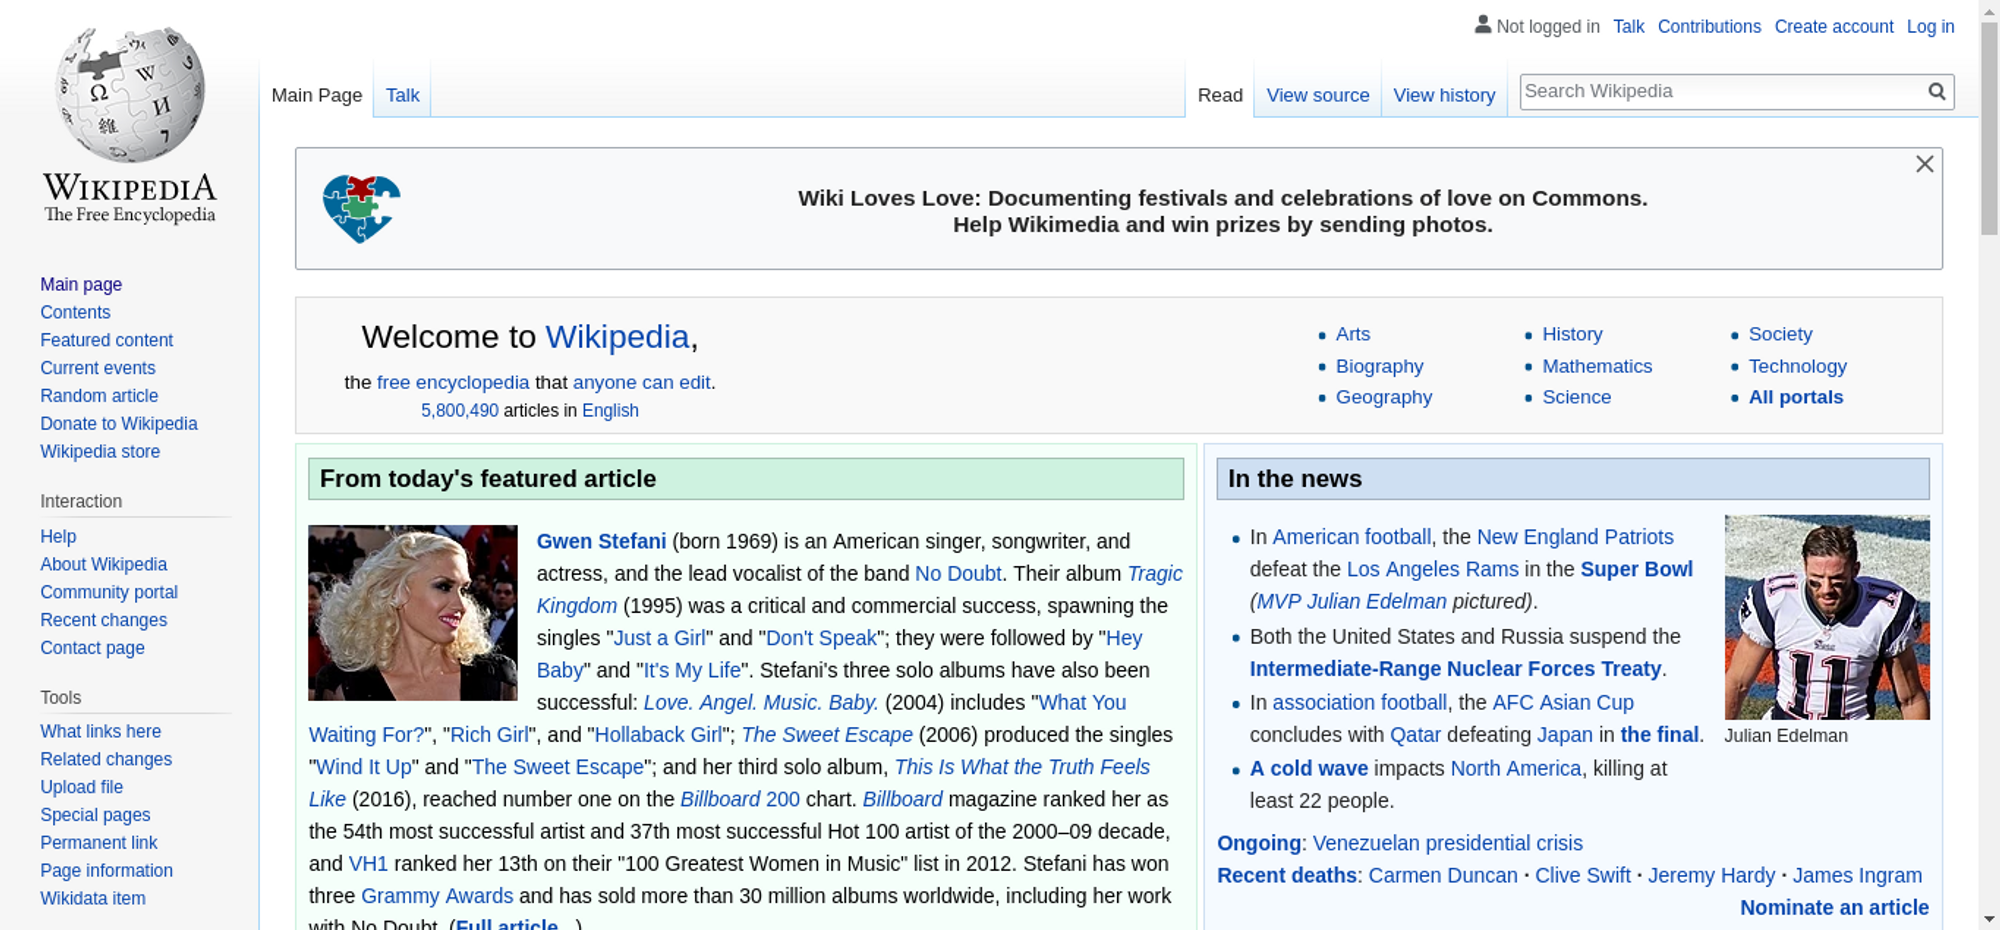 Not logged in Talk Contributions Create account Log in
Main Page Talk Read View source View history Search Wikipedia
WIKIPEDIA
The Free Encyclopedia
Main page
Contents
Featured content
Current events
Random article
Donate to Wikipedia
Wikipedia store
Interaction
Help
About Wikipedia
Community portal
Recent changes
Contact page
Tools
What links here
Related changes
Upload file
Special pages
Permanent link
Page information
Wikidata item
Wiki Loves Love: Documenting festivals and celebrations of love on Commons.
Help Wikimedia and win prizes by sending photos.
Welcome to Wikipedia,
the free encyclopedia that anyone can edit.
5,800,490 articles in English
Arts
Biography
Geography
History
Mathematics
Science
Society
Technology
All portals
From today's featured article
Gwen Stefani (born 1969) is an American singer, songwriter, and
actress, and the lead vocalist of the band No Doubt. Their album Tragic
Kingdom (1995) was a critical and commercial success, spawning the
singles "Just a Girl" and "Don't Speak"; they were followed by "Hey
Baby" and "It's My Life". Stefani's three solo albums have also been
successful: Love. Angel. Music. Baby. (2004) includes "What You
Waiting For?", "Rich Girl", and "Hollaback Girl"; The Sweet Escape (2006) produced the singles
"Wind It Up" and "The Sweet Escape"; and her third solo album, This Is What the Truth Feels
Like (2016), reached number one on the Billboard 200 chart. Billboard magazine ranked her as
the 54th most successful artist and 37th most successful Hot 100 artist of the 2000–09 decade,
and VH1 ranked her 13th on their "100 Greatest Women in Music" list in 2012. Stefani has won
three Grammy Awards and has sold more than 30 million albums worldwide, including her work
with No Doubt. (Full article...)
In the news
In American football, the New England Patriots
defeat the Los Angeles Rams in the Super Bowl
(MVP Julian Edelman pictured).
Both the United States and Russia suspend the
Intermediate-Range Nuclear Forces Treaty.
In association football, the AFC Asian Cup
concludes with Qatar defeating Japan in the final.
A cold wave impacts North America, killing at
least 22 people.
11
Julian Edelman
Ongoing: Venezuelan presidential crisis
Recent deaths: Carmen Duncan · Clive Swift · Jeremy Hardy · James Ingram
Nominate an article